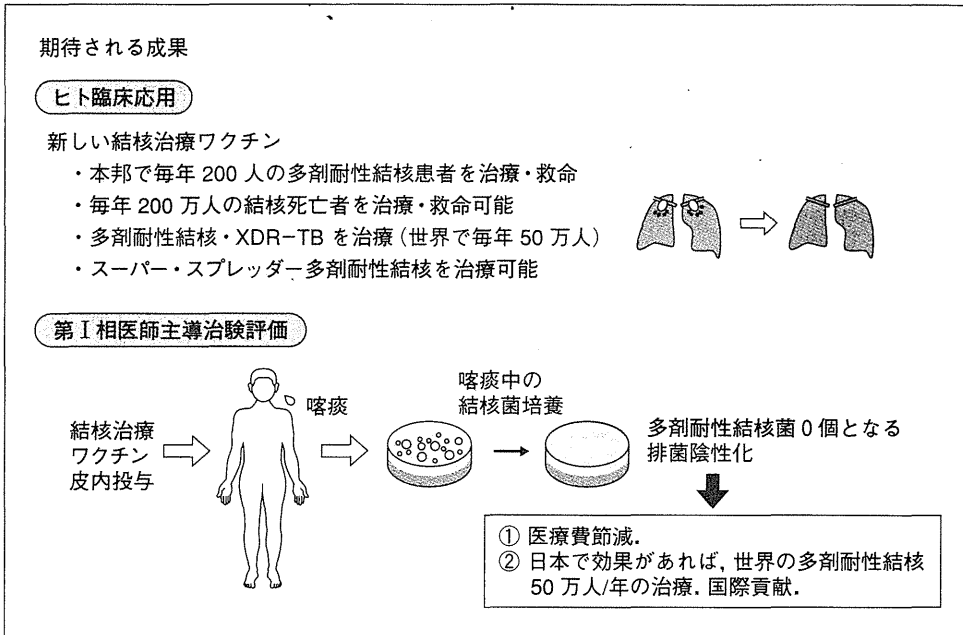 期待される成果
ヒト臨床応用
新しい結核治療ワクチン
・本邦で毎年 200 人の多剤耐性結核患者を治療・救命
・毎年 200 万人の結核死亡者を治療・救命可能
・多剤耐性結核・XDR-TB を治療（世界で毎年 50 万人）
・スーパー・スプレッダー多剤耐性結核を治療可能
第Ⅰ相医師主導治験評価
結核治療
ワクチン
皮内投与
喀痰
喀痰中の
結核菌培養
多剤耐性結核菌 0 個となる
排菌陰性化
① 医療費節減．
② 日本で効果があれば，世界の多剤耐性結核
50 万人/年の治療．国際貢献．